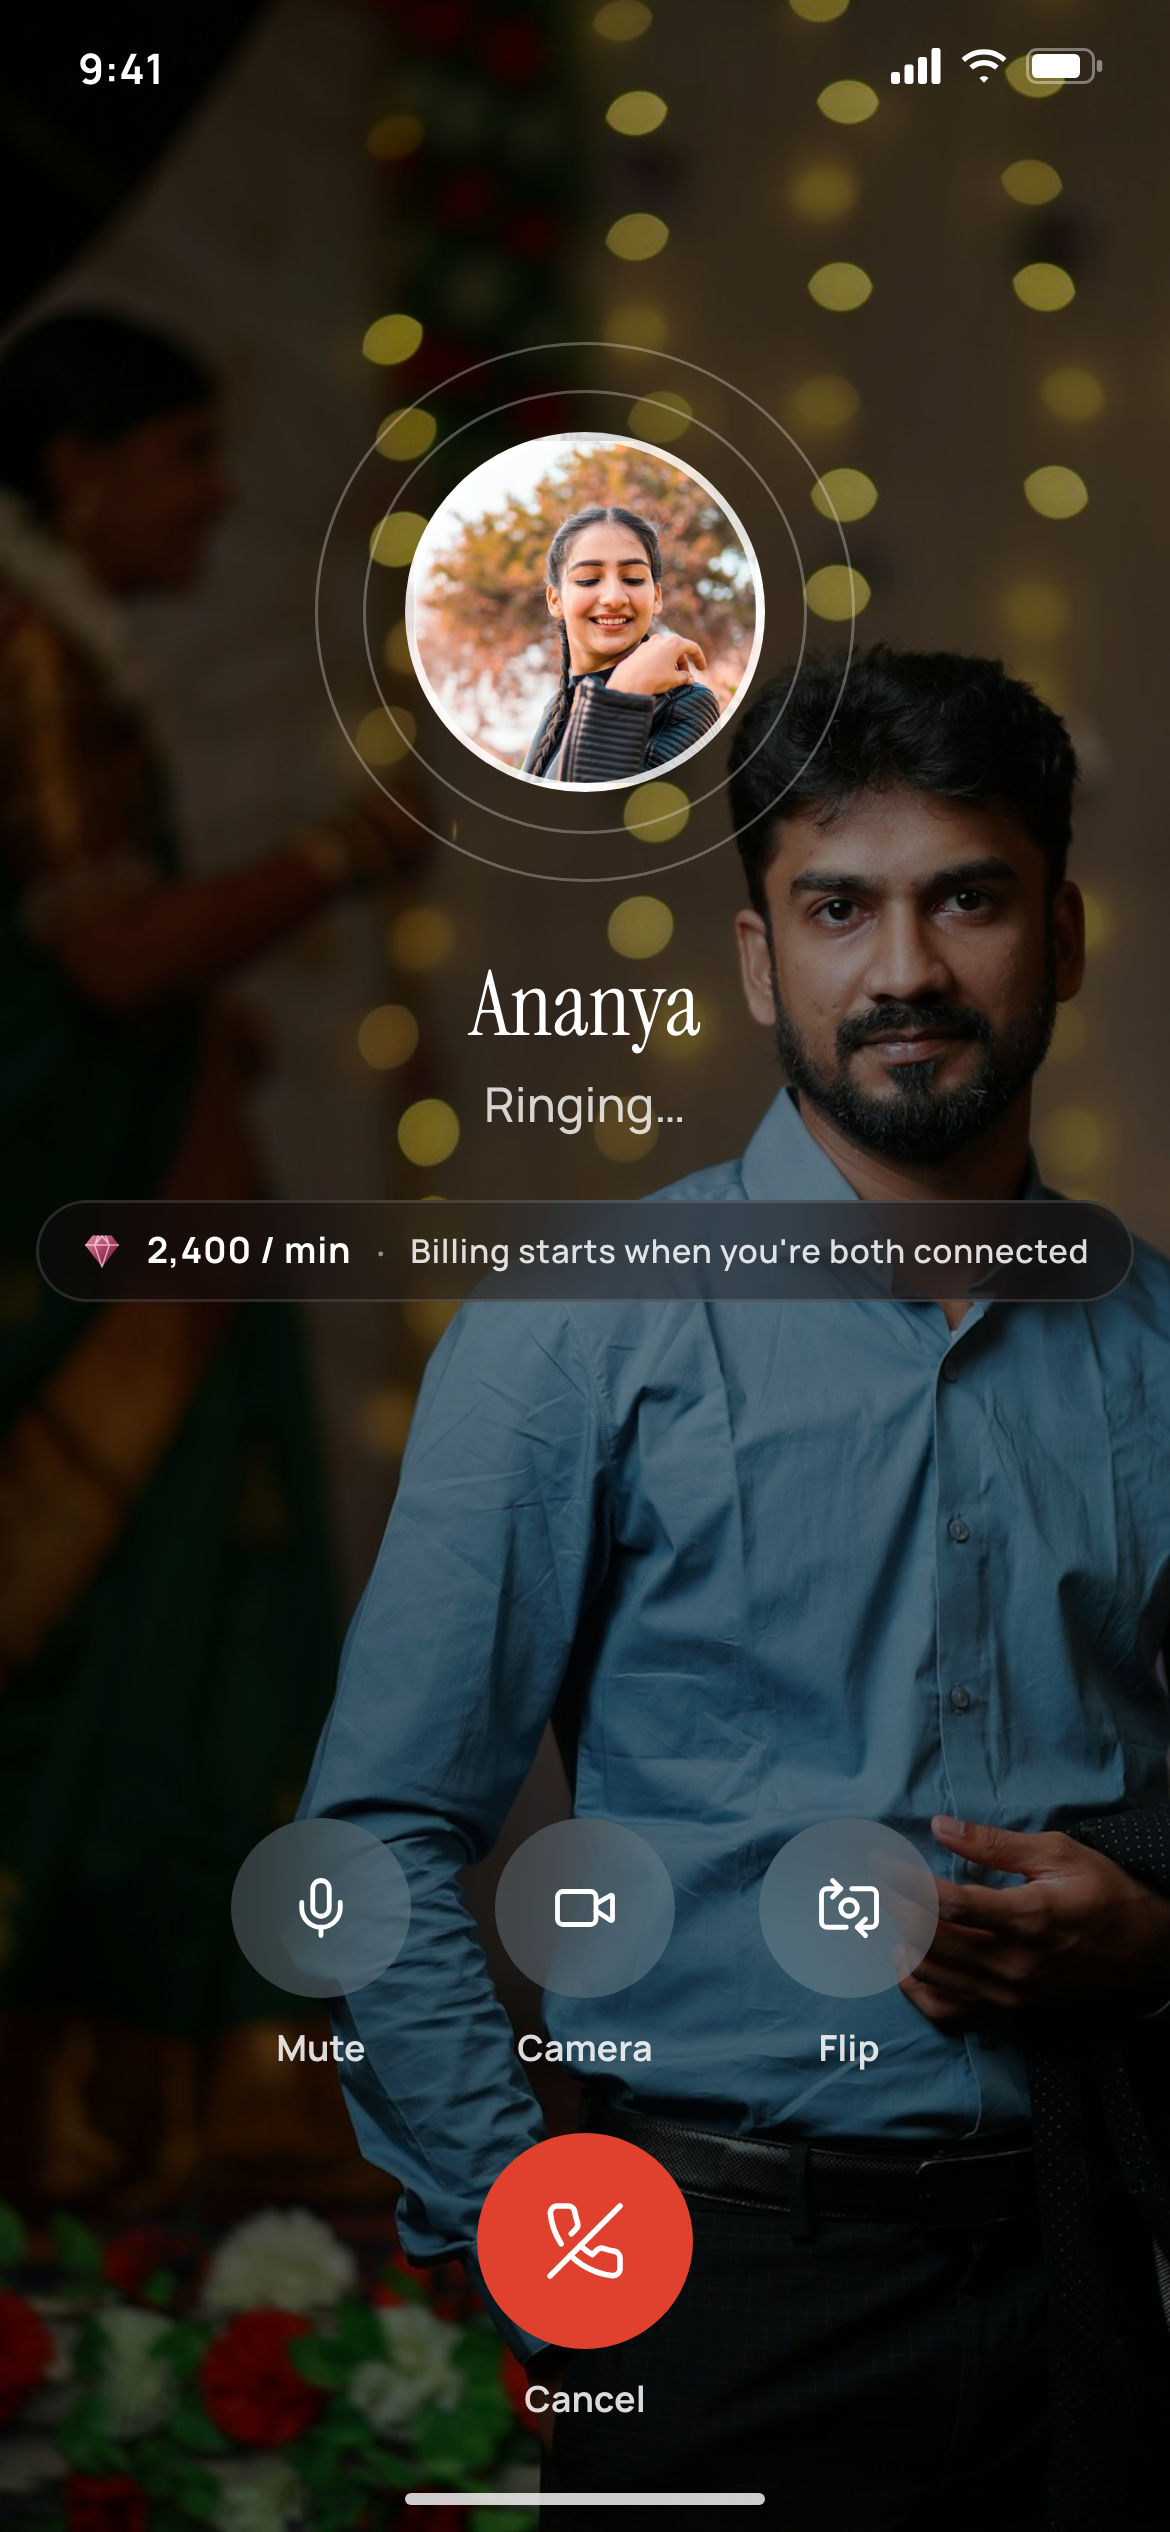 9:41
Ananya
Ringing...
2,400 / min · Billing starts when you're both connected
Mute Camera Flip
Cancel